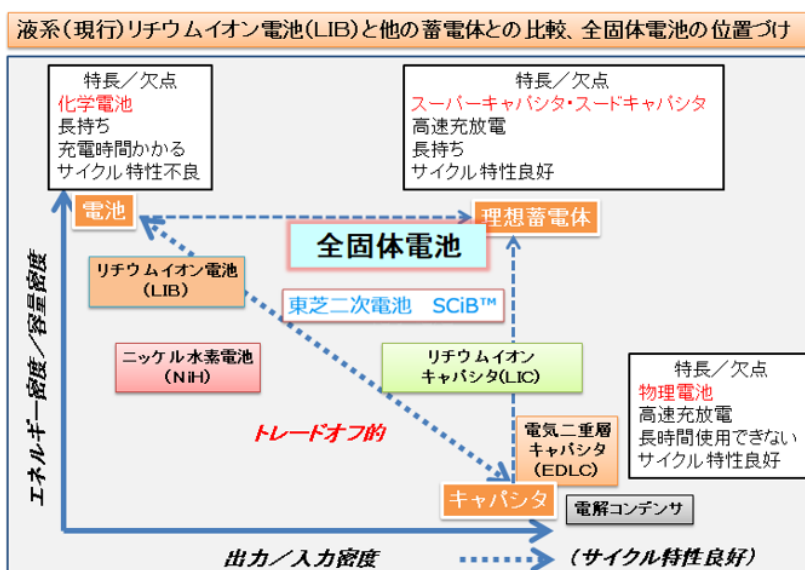 液系(現行)リチウムイオン電池(LIB)と他の蓄電体との比較、全固体電池の位置づけ
特長／欠点
化学電池
長持ち
充電時間かかる
サイクル特性不良
特長／欠点
スーパーキャパシタ・スードキャパシタ
高速充放電
長持ち
サイクル特性良好
電池
理想蓄電体
全固体電池
リチウムイオン電池
(LIB)
東芝二次電池 SCiB™
ニッケル水素電池
(NiH)
リチウムイオン
キャパシタ(LIC)
特長／欠点
物理電池
高速充放電
長時間使用できない
サイクル特性良好
トレードオフ的
電気二重層
キャパシタ
(EDLC)
キャパシタ
電解コンデンサ
エネルギー密度／容量密度
出力／入力密度
(サイクル特性良好)